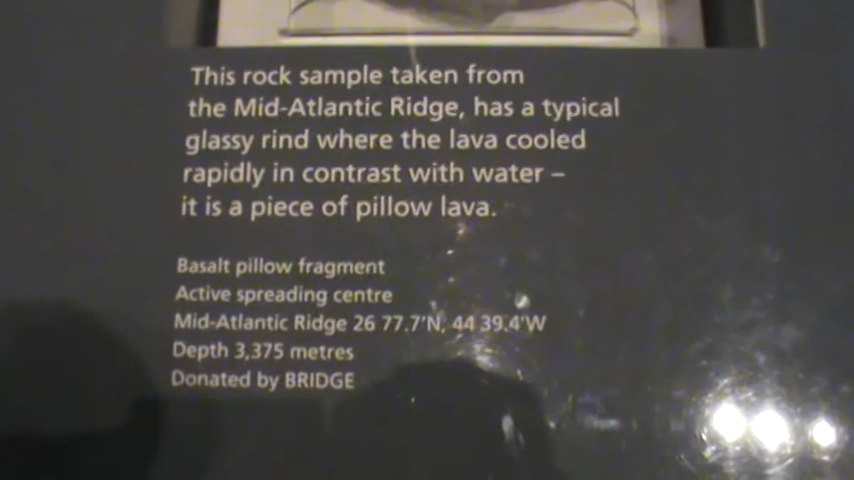 This rock sample taken from
the Mid-Atlantic Ridge, has a typical
glassy rind where the lava cooled
rapidly in contrast with water –
it is a piece of pillow lava.
Basalt pillow fragment
Active spreading centre
Mid-Atlantic Ridge 26 77.7'N, 44 39.4'W
Depth 3,375 metres
Donated by BRIDGE